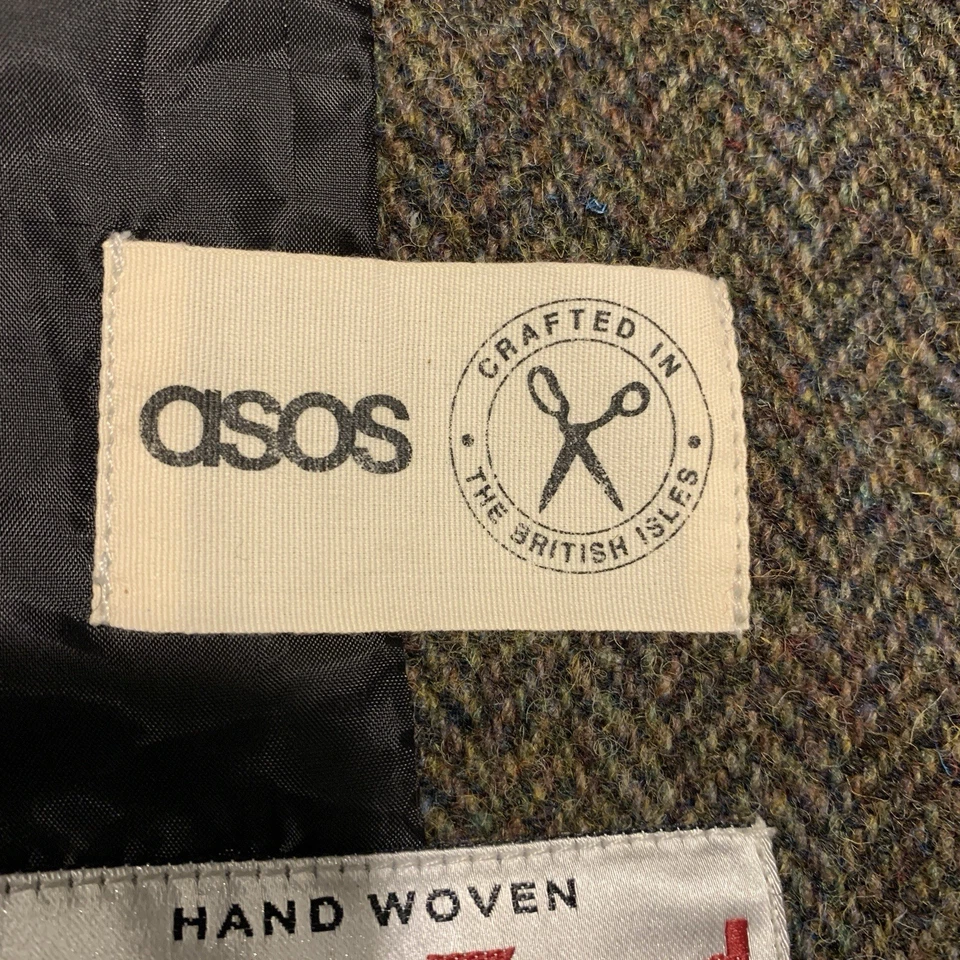 asos
CRAFTED IN
THE BRITISH ISLES
HAND WOVEN